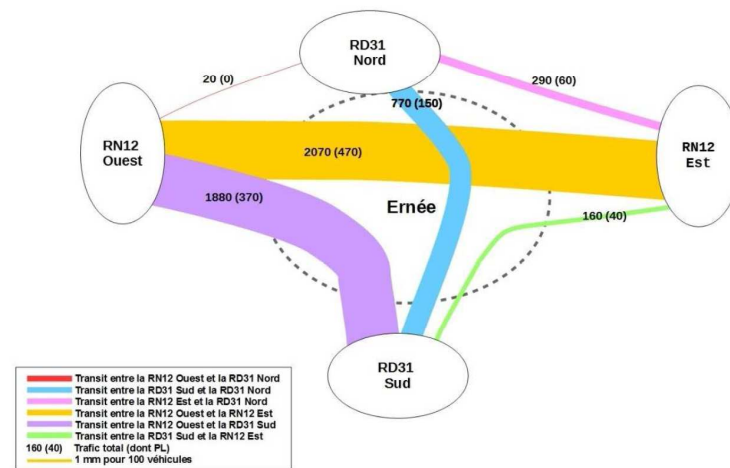 RD31
Nord
20 (0)
770 (150)
290 (60)
RN12
Ouest
2070 (470)
RN12
Est
1880 (370)
Ernée
160 (40)
RD31
Sud
Transit entre la RN12 Ouest et la RD31 Nord
Transit entre la RD31 Sud et la RD31 Nord
Transit entre la RN12 Est et la RD31 Nord
Transit entre la RN12 Ouest et la RN12 Est
Transit entre la RN12 Ouest et la RD31 Sud
Transit entre la RD31 Sud et la RN12 Est
160 (40) Trafic total (dont PL)
1 mm pour 100 véhicules